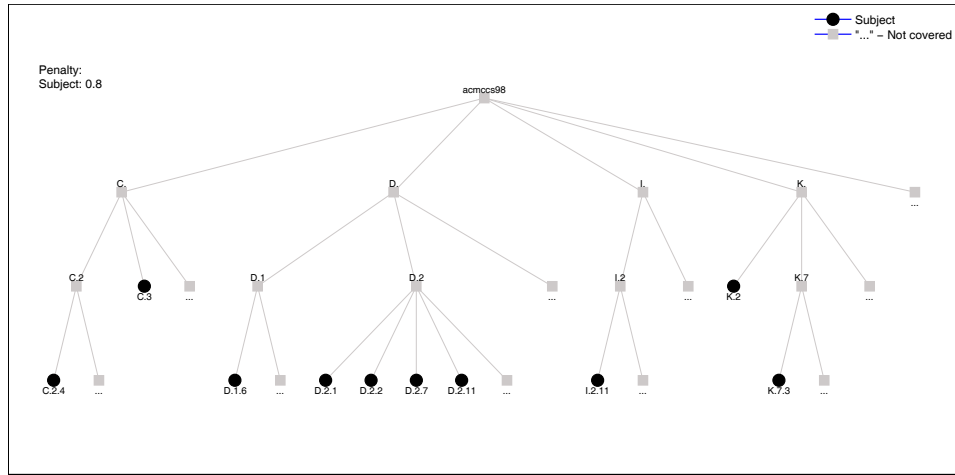 Subject
"..." – Not covered
Penalty:
Subject: 0.8
acmccs98
C. D. I. K. ...
C.2 C.3 ... D.1 D.2 ... I.2 ... K.2 K.7 ...
C.2.4 ... D.1.6 ... D.2.1 D.2.2 D.2.7 D.2.11 ... I.2.11 ... K.7.3 ...